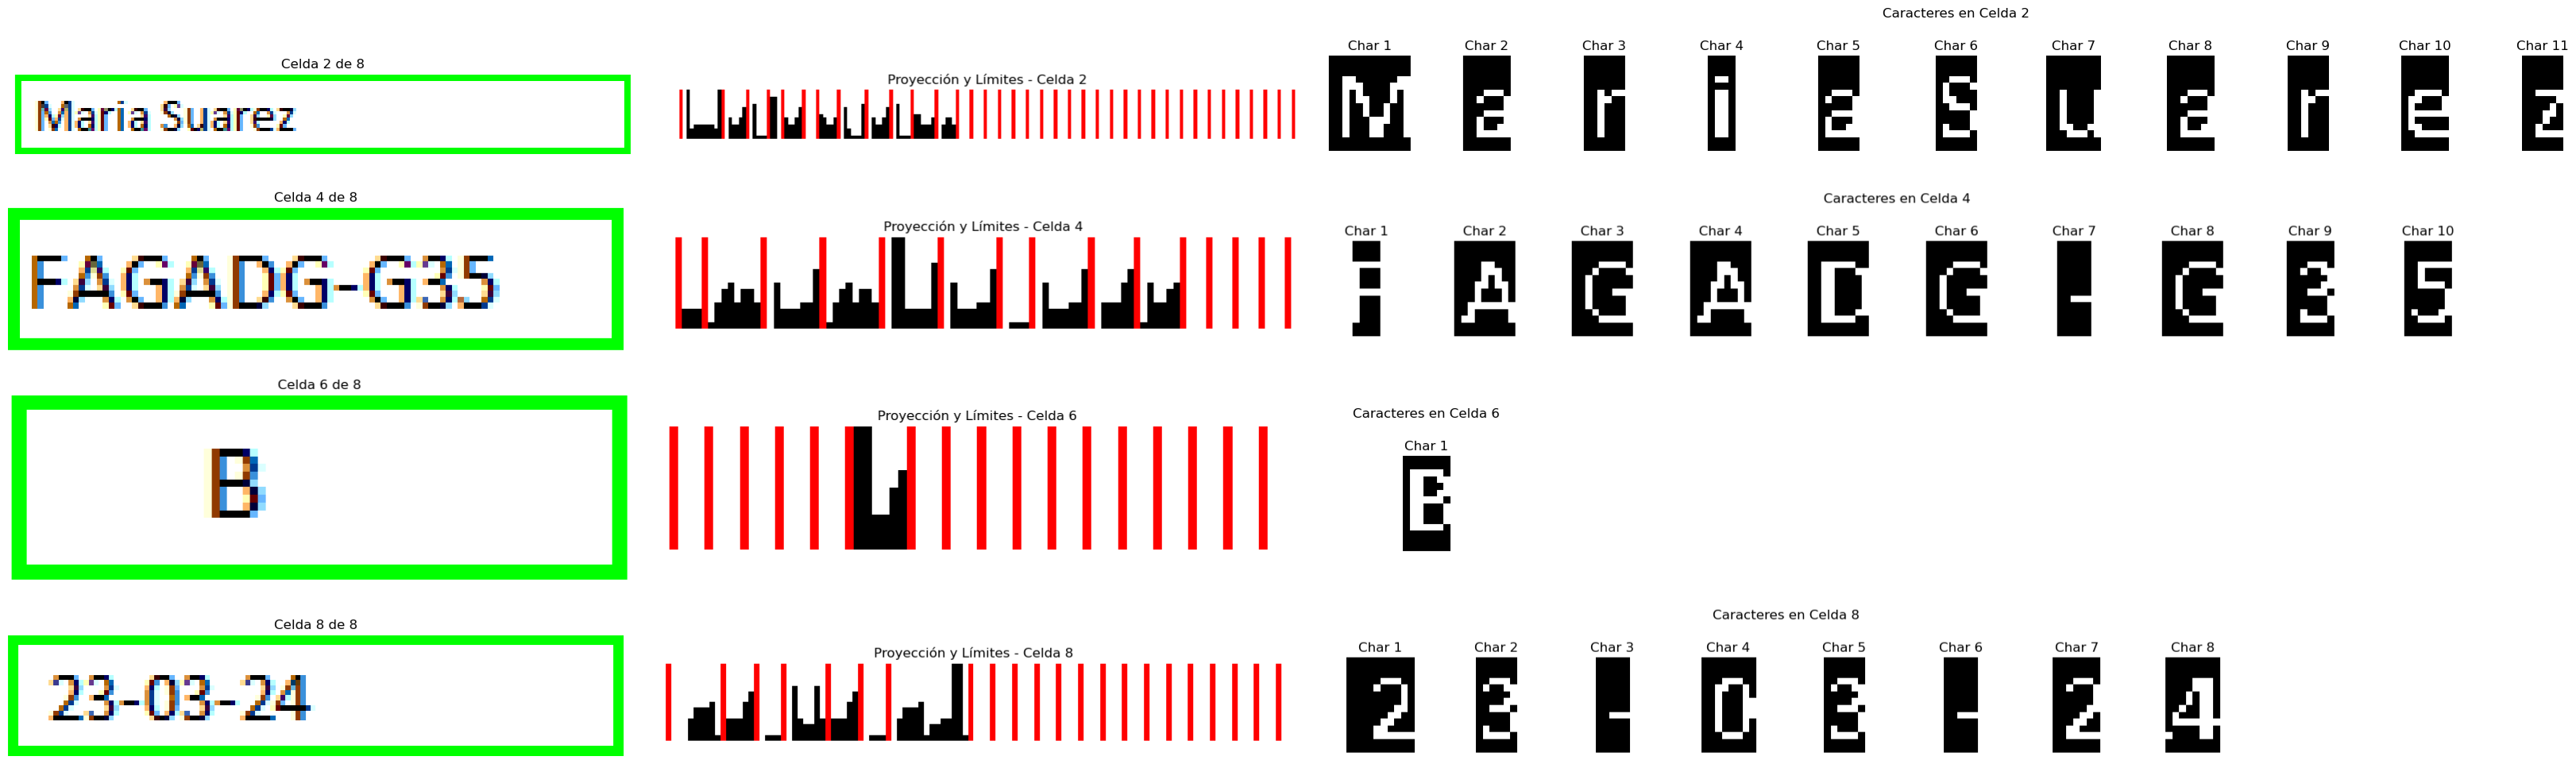 Caracteres en Celda 2
Celda 2 de 8
Proyección y Límites - Celda 2
Char 1 Char 2 Char 3 Char 4 Char 5 Char 6 Char 7 Char 8 Char 9 Char 10 Char 11
Maria Suarez
Caracteres en Celda 4
Celda 4 de 8
Proyección y Límites - Celda 4
Char 1 Char 2 Char 3 Char 4 Char 5 Char 6 Char 7 Char 8 Char 9 Char 10
FAGADG-G35
Celda 6 de 8
Proyección y Límites - Celda 6
Caracteres en Celda 6
Char 1
B
B
Caracteres en Celda 8
Celda 8 de 8
Proyección y Límites - Celda 8
Char 1 Char 2 Char 3 Char 4 Char 5 Char 6 Char 7 Char 8
23-03-24
2 3 - 0 3 - 2 4